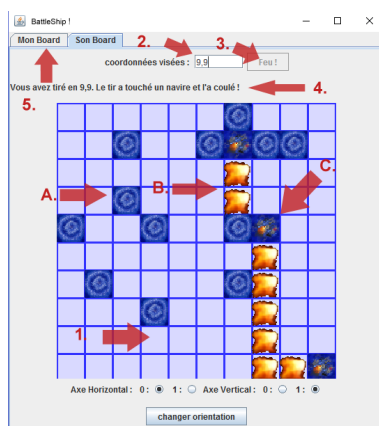 BattleShip !
Mon Board Son Board
2. 3.
coordonnées visées : 9,9 Feu !
Vous avez tiré en 9,9. Le tir a touché un navire et l'a coulé !
4.
5.
A. B. C.
1.
Axe Horizontal : 0 : 1 : Axe Vertical : 0 : 1 :
changer orientation